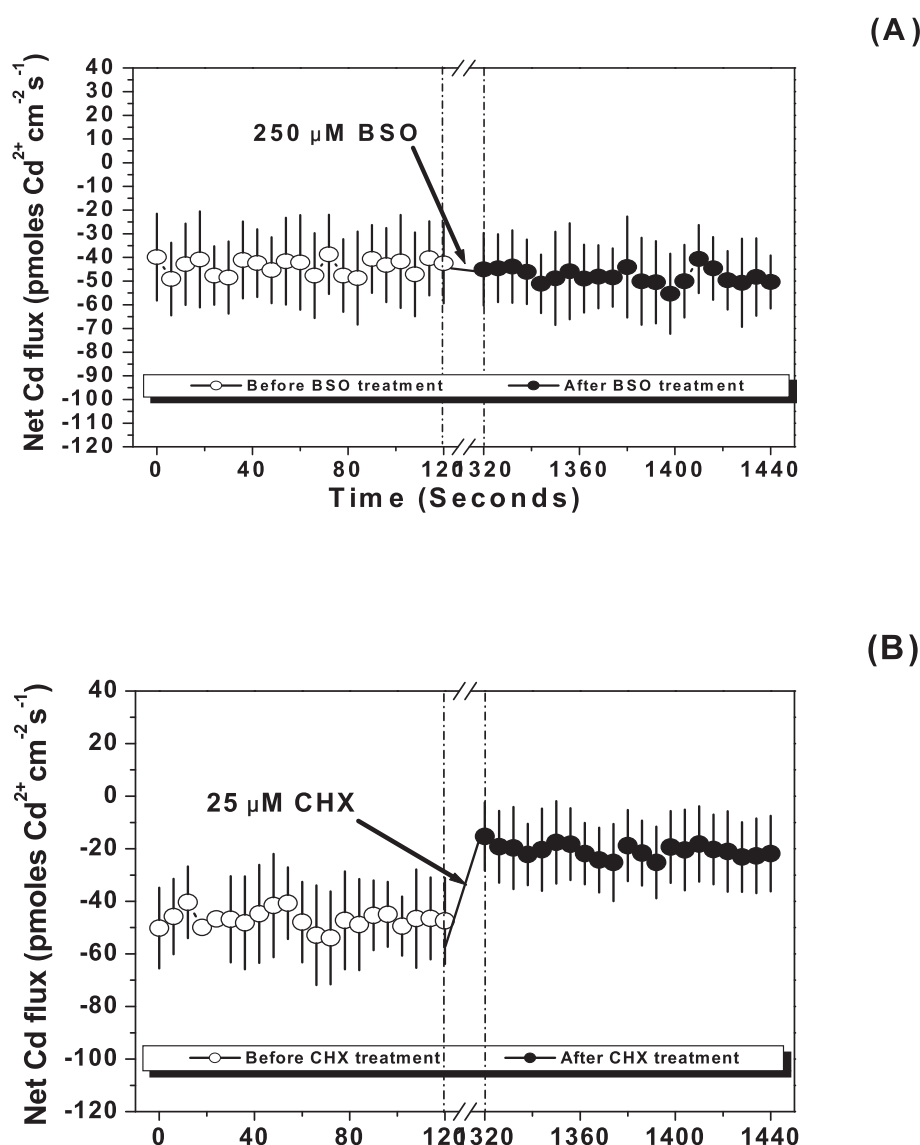 (A)
Net Cd flux (pmoles Cd²⁺ cm⁻² s⁻¹)
40
30
20
10
0
-10
-20
-30
-40
-50
-60
-70
-80
-90
-100
-110
-120
250 µM BSO
Before BSO treatment
After BSO treatment
0 40 80 120 1320 1360 1400 1440
Time (Seconds)
(B)
Net Cd flux (pmoles Cd²⁺ cm⁻² s⁻¹)
40
20
0
-20
-40
-60
-80
-100
-120
25 µM CHX
Before CHX treatment
After CHX treatment
0 40 80 120 1320 1360 1400 1440